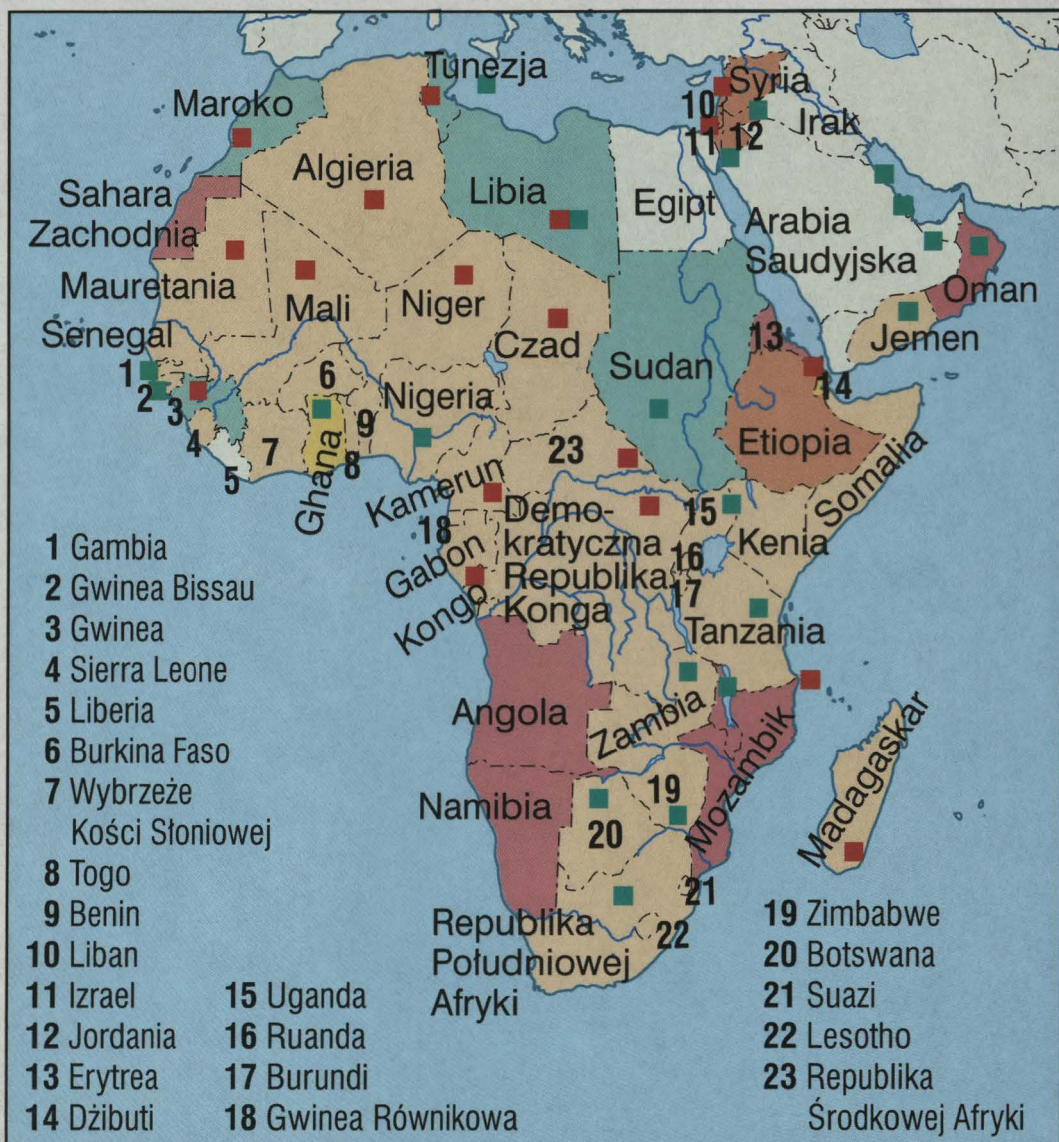 Tunezja
Syria
Maroko
10
Irak
11
12
Algieria
Libia
Egipt
Sahara
Zachodnia
Arabia
Saudyjska
Mauretania
Mali
Niger
Czad
Oman
Jemen
Senegal
13
Sudan
14
1
2
3
4
5
6
7
Ghana
8
9
Nigeria
Etiopia
Somalia
23
Kamerun
18
Gabon
Kongo
Demo-
kratyczna
Republika
Konga
15
16
17
Kenia
Tanzania
Angola
Zambia
Mozambik
Madagaskar
Namibia
19
20
21
22
Republika
Południowej
Afryki
1 Gambia
2 Gwinea Bissau
3 Gwinea
4 Sierra Leone
5 Liberia
6 Burkina Faso
7 Wybrzeże
Kości Słoniowej
8 Togo
9 Benin
10 Liban
11 Izrael
12 Jordania
13 Erytrea
14 Dżibuti
15 Uganda
16 Ruanda
17 Burundi
18 Gwinea Równikowa
19 Zimbabwe
20 Botswana
21 Suazi
22 Lesotho
23 Republika
Środkowej Afryki